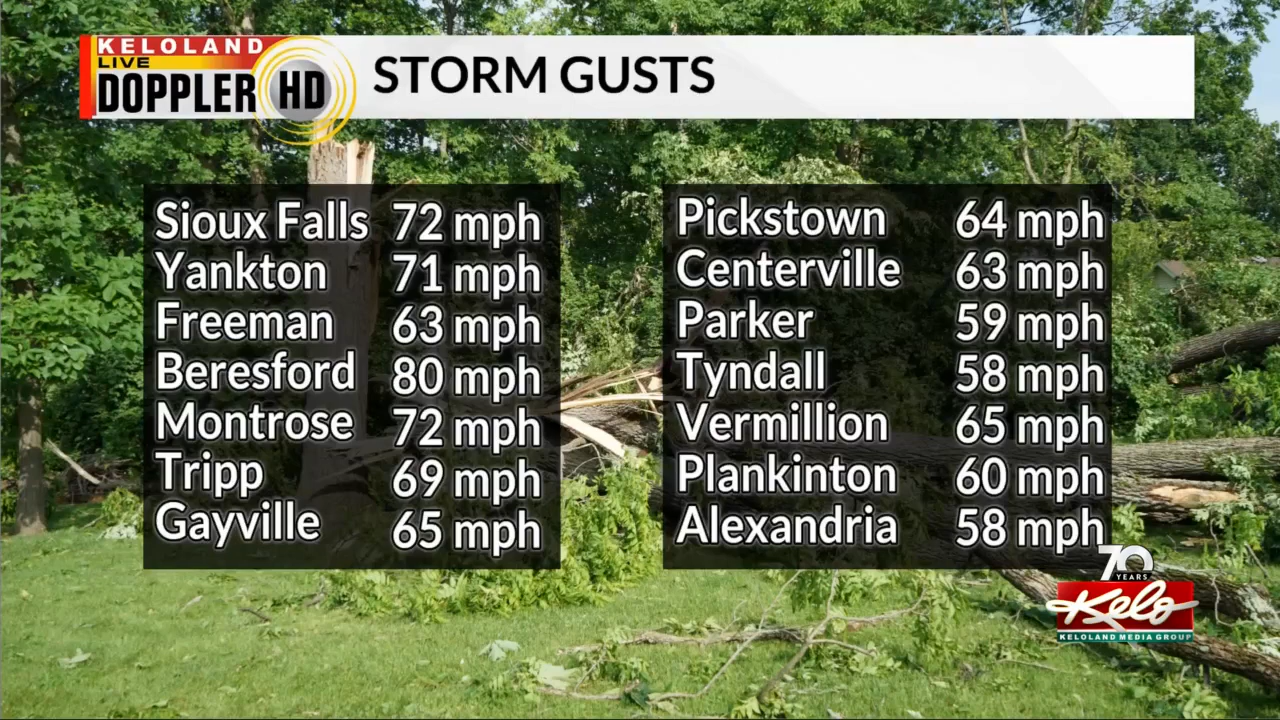 KELOLAND
LIVE
DOPPLER HD
STORM GUSTS
Sioux Falls 72 mph
Yankton 71 mph
Freeman 63 mph
Beresford 80 mph
Montrose 72 mph
Tripp 69 mph
Gayville 65 mph
Pickstown 64 mph
Centerville 63 mph
Parker 59 mph
Tyndall 58 mph
Vermillion 65 mph
Plankinton 60 mph
Alexandria 58 mph
70
YEARS
Kelo
KELOLAND MEDIA GROUP